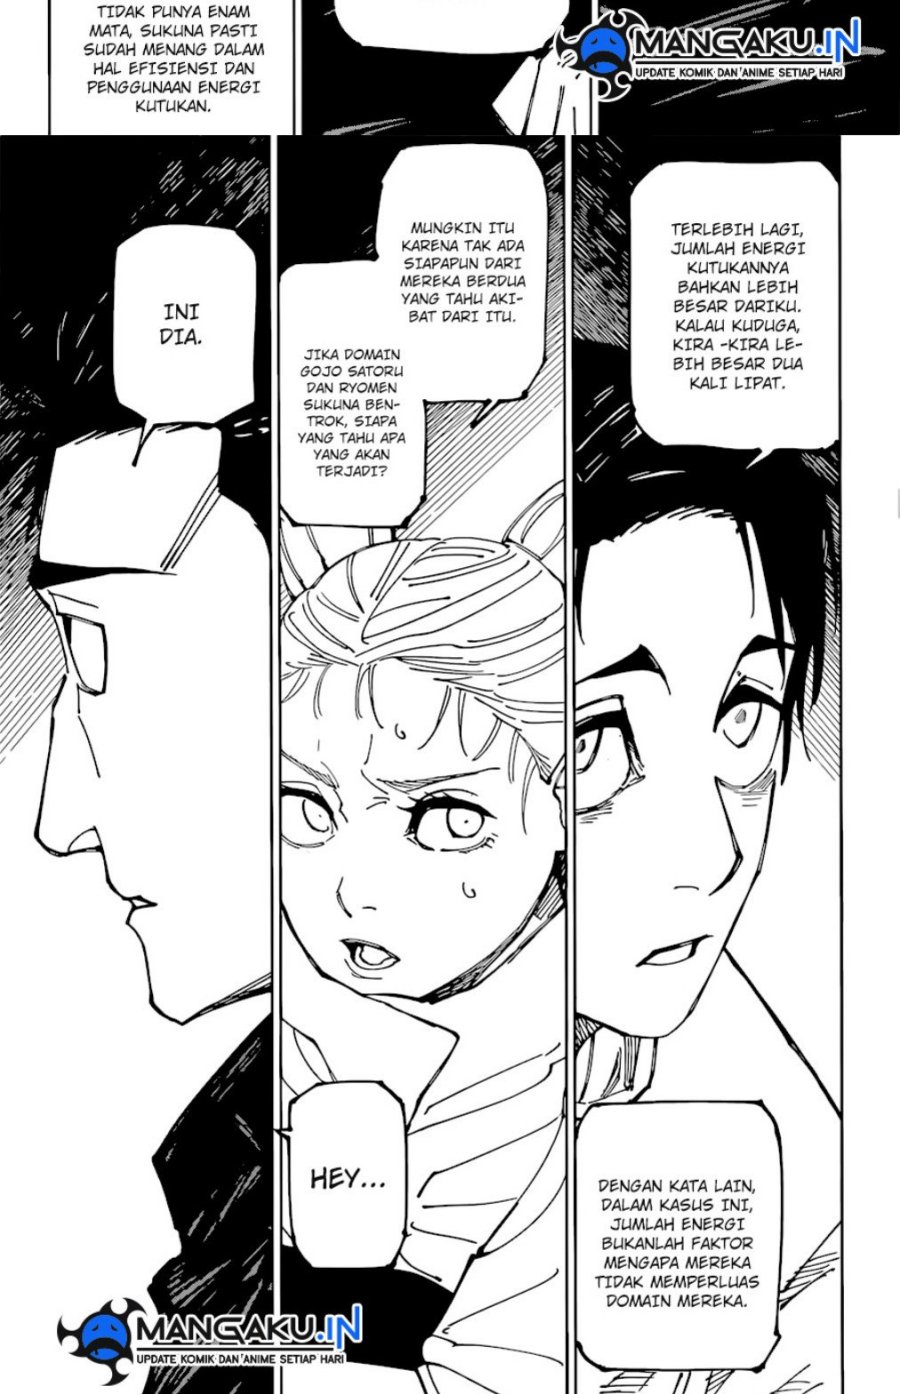 TIDAK PUNYA ENAM
MATA, SUKUNA PASTI
SUDAH MENANG DALAM
HAL EFISIENSI DAN
PENGGUNAAN ENERGI
KUTUKAN.
MANGAKU.IN
UPDATE KOMIK DAN ANIME SETIAP HARI
TERLEBIH LAGI,
JUMLAH ENERGI
KUTUKANNYA
BAHKAN LEBIH
BESAR DARIKU.
KALAU KUDUGA,
KIRA -KIRA LE-
BIH BESAR DUA
KALI LIPAT.
DENGAN KATA LAIN,
DALAM KASUS INI,
JUMLAH ENERGI
BUKANLAH FAKTOR
MENGAPA MEREKA
TIDAK MEMPERLUAS
DOMAIN MEREKA.
MUNGKIN ITU
KARENA TAK ADA
SIAPAPUN DARI
MEREKA BERDUA
YANG TAHU AKI-
BAT DARI ITU.
JIKA DOMAIN
GOJO SATORU
DAN RYOMEN
SUKUNA BEN-
TROK, SIAPA
YANG TAHU APA
YANG AKAN
TERJADI?
HEY...
INI
DIA.
MANGAKU.IN
UPDATE KOMIK DAN ANIME SETIAP HARI